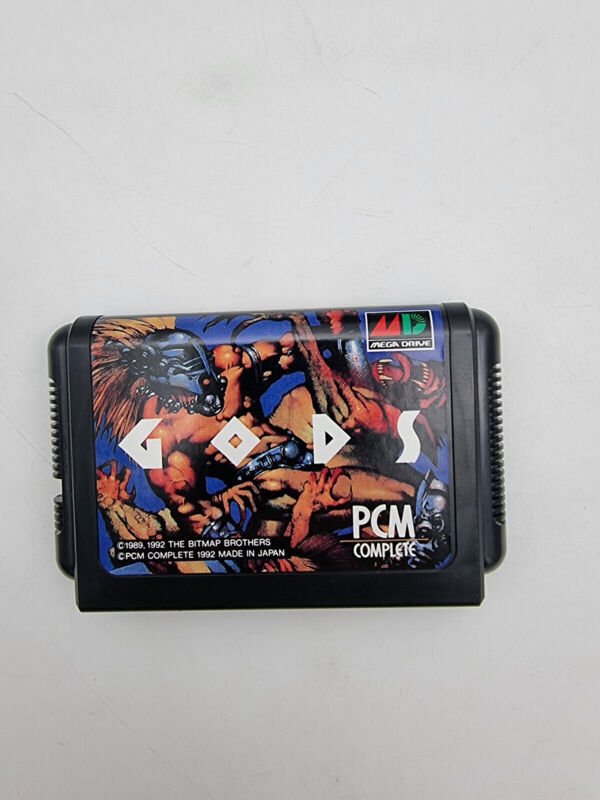 MD
MEGA DRIVE
GODS
PCM
COMPLETE
©1989, 1992 THE BITMAP BROTHERS
©PCM COMPLETE 1992 MADE IN JAPAN